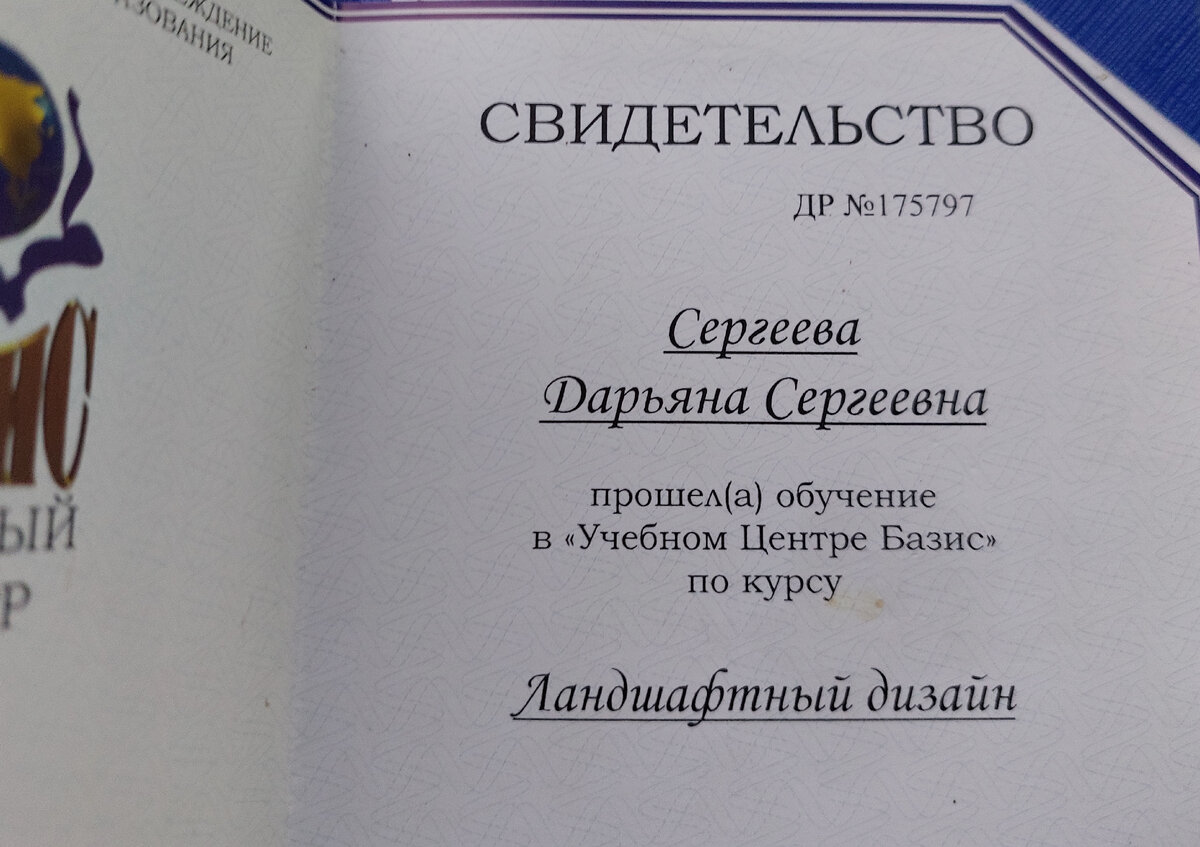 СВИДЕТЕЛЬСТВО
ДР №175797
Сергеева
Дарьяна Сергеевна
прошел(а) обучение
в «Учебном Центре Базис»
по курсу
Ландшафтный дизайн